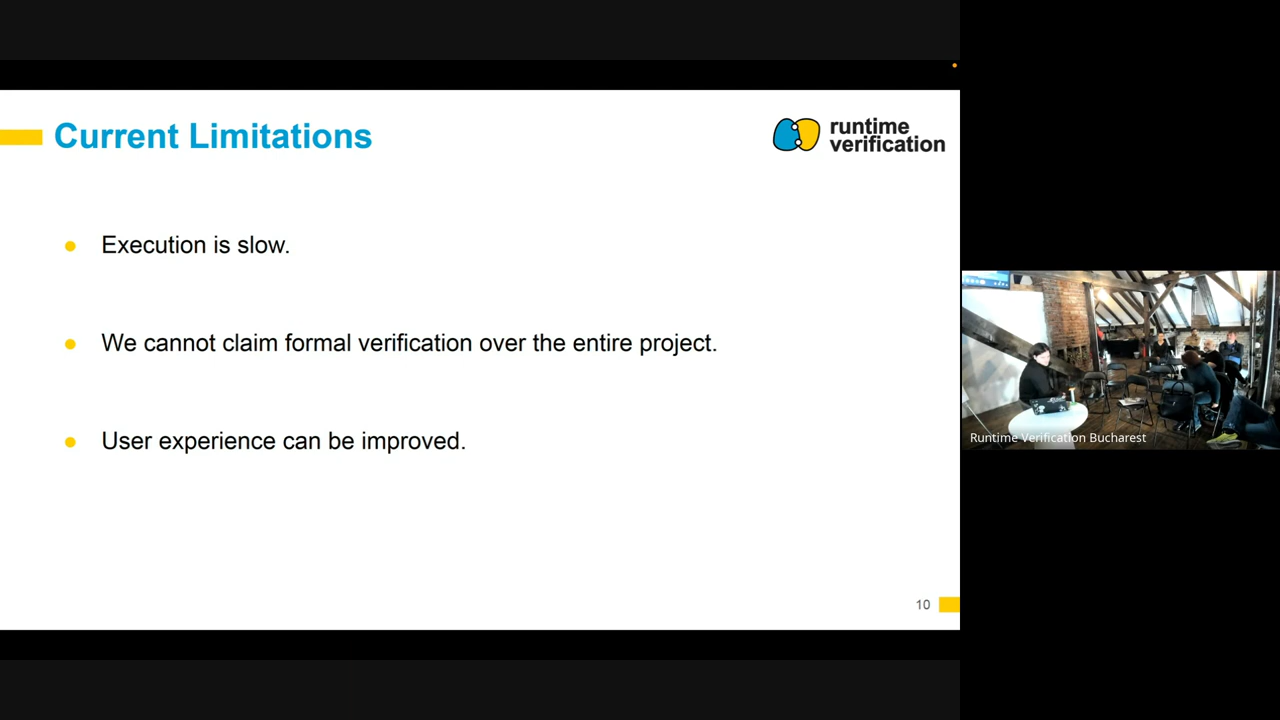 Current Limitations
runtime
verification
● Execution is slow.
● We cannot claim formal verification over the entire project.
● User experience can be improved.
10
Runtime Verification Bucharest